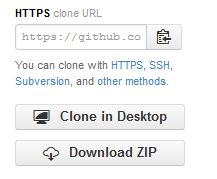 HTTPS clone URL
https://github.co
You can clone with HTTPS, SSH,
Subversion, and other methods.
Clone in Desktop
Download ZIP